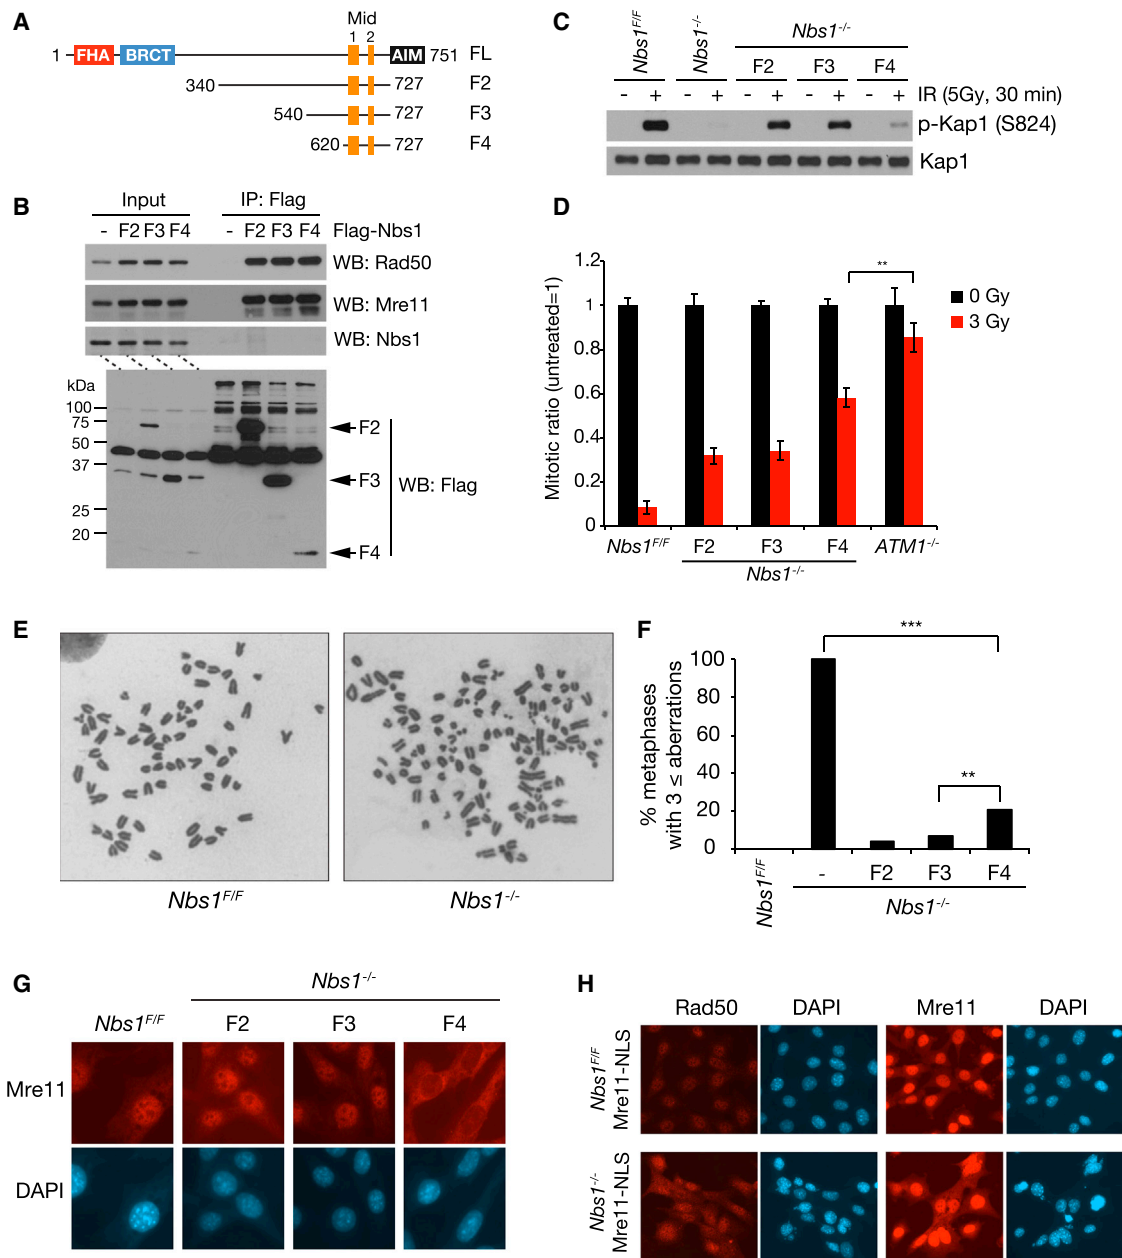 A
Mid
1 2
1 FHA BRCT AIM 751 FL
340 727 F2
540 727 F3
620 727 F4
B
Input IP: Flag
- F2 F3 F4 - F2 F3 F4 Flag-Nbs1
WB: Rad50
WB: Mre11
WB: Nbs1
kDa
100
75
50
37
25
20
F2
F3
F4
WB: Flag
C
Nbs1F/F Nbs1-/- Nbs1-/-
F2 F3 F4
- + - + - + - + - + IR (5Gy, 30 min)
p-Kap1 (S824)
Kap1
D
Mitotic ratio (untreated=1)
1.2
1
0.8
0.6
0.4
0.2
0
**
0 Gy
3 Gy
Nbs1F/F F2 F3 F4 ATM1-/-
Nbs1-/-
E
Nbs1F/F Nbs1-/-
F
% metaphases
with 3 ≤ aberrations
100
80
60
40
20
0
***
**
Nbs1F/F - F2 F3 F4
Nbs1-/-
G
Nbs1-/-
Nbs1F/F F2 F3 F4
Mre11
DAPI
H
Rad50 DAPI Mre11 DAPI
Nbs1F/F
Mre11-NLS
Nbs1-/-
Mre11-NLS